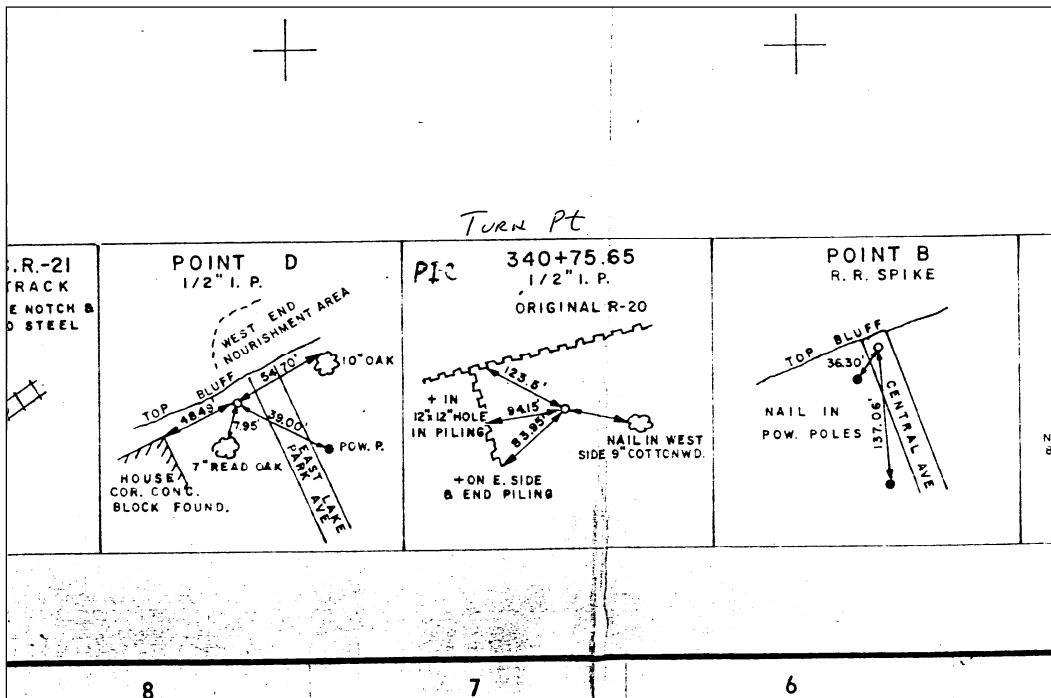 TURN Pt
.R.-21
TRACK
E NOTCH &
D STEEL
POINT D
1/2" I. P.
WEST END
NOURISHMENT AREA
TOP BLUFF
54.70'
10" OAK
48.49'
7.95'
39.00'
POW. P.
7" READ OAK
HOUSE
COR. CONC.
BLOCK FOUND.
EAST LAKE
PARK AVE
340+75.65
1/2" I. P.
ORIGINAL R-20
123.5'
+ IN
12"x 12" HOLE
IN PILING
94.15'
83.95'
NAIL IN WEST
SIDE 9" COTTONWD.
+ ON E. SIDE
& END PILING
POINT B
R. R. SPIKE
TOP BLUFF
36.30'
NAIL IN
POW. POLES
137.06'
CENTRAL AVE
N
B
8
7
6